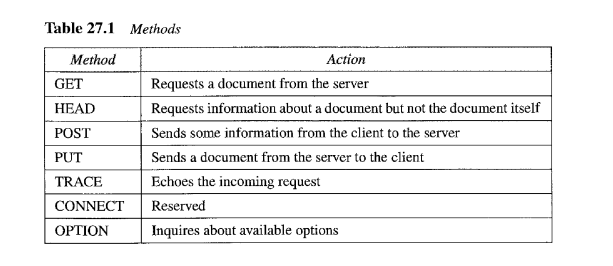 Table 27.1 Methods
Method Action
GET Requests a document from the server
HEAD Requests information about a document but not the document itself
POST Sends some information from the client to the server
PUT Sends a document from the server to the client
TRACE Echoes the incoming request
CONNECT Reserved
OPTION Inquires about available options